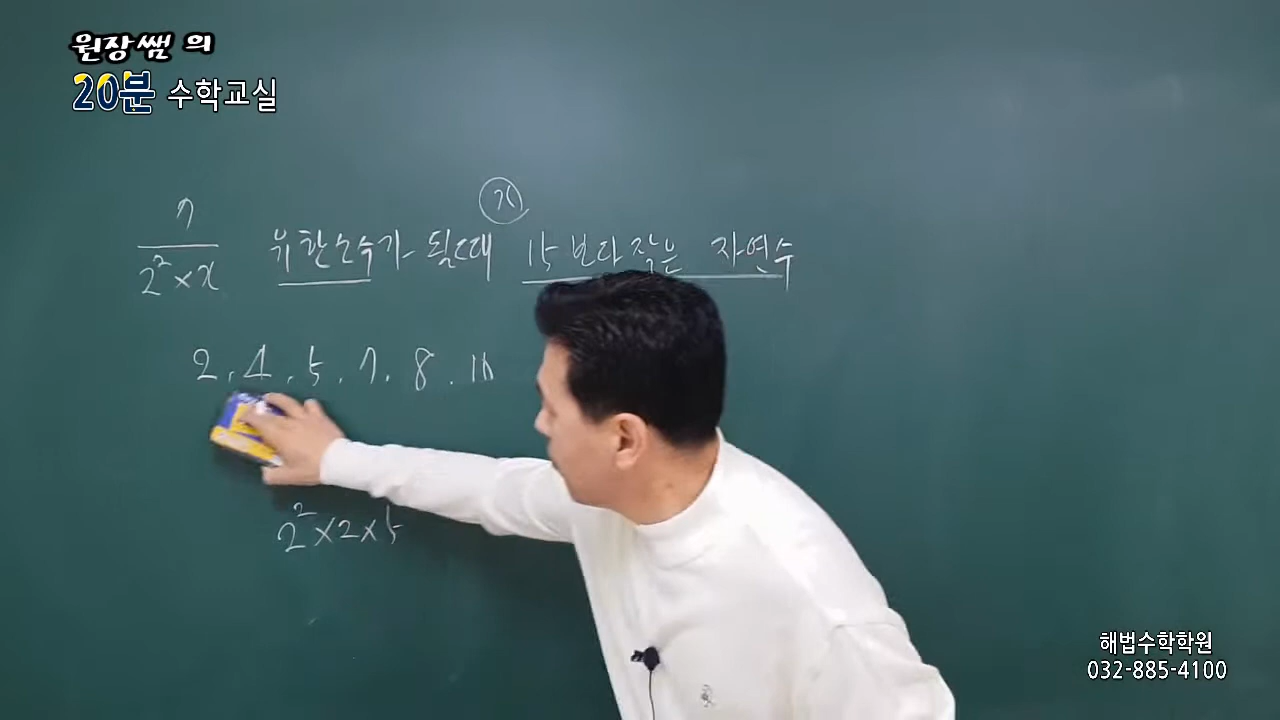 원장쌤 의
20분 수학교실
7
2² × x 유한소수가 될때 15보다 작은 자연수
개
2, 4, 5, 7, 8, 10
2² × 2 × 5
해법수학학원
032-885-4100